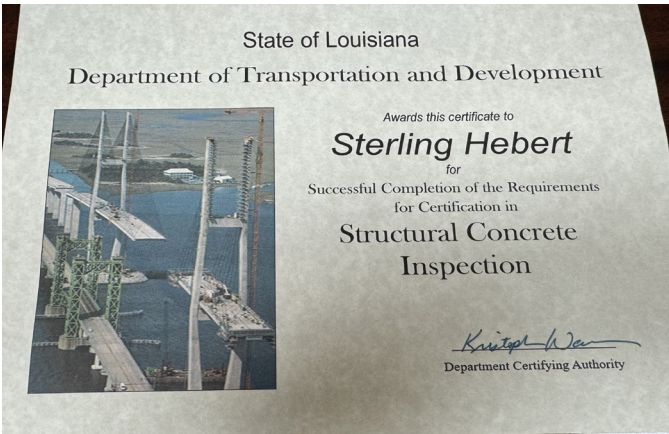 State of Louisiana
Department of Transportation and Development
Awards this certificate to
Sterling Hebert
for
Successful Completion of the Requirements
for Certification in
Structural Concrete
Inspection
Department Certifying Authority